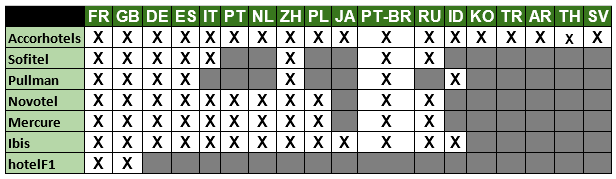 FR GB DE ES IT PT NL ZH PL JA PT-BR RU ID KO TR AR TH SV
Accorhotels X X X X X X X X X X X X X X X X x X
Sofitel X X X X X X X X
Pullman X X X X X X X
Novotel X X X X X X X X X X X
Mercure X X X X X X X X X X X
Ibis X X X X X X X X X X X X X
hotelF1 X X